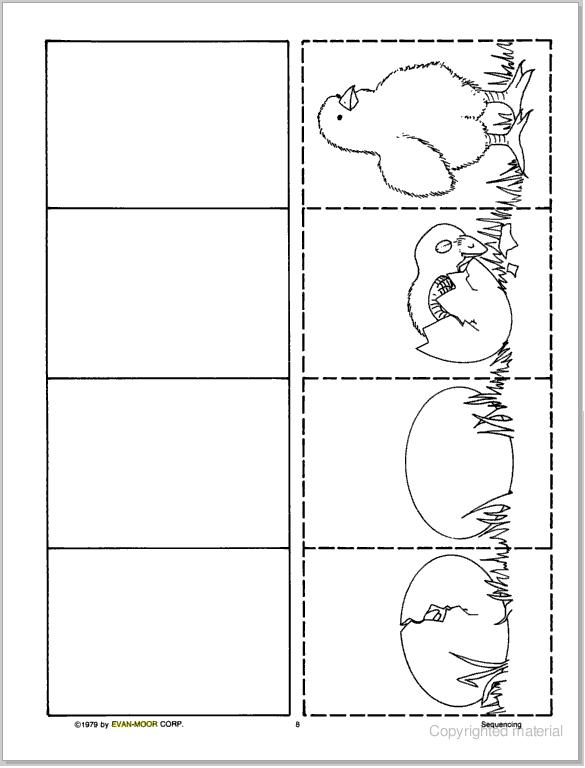 ©1979 by EVAN-MOOR CORP.
8
Sequencing
Copyrighted material